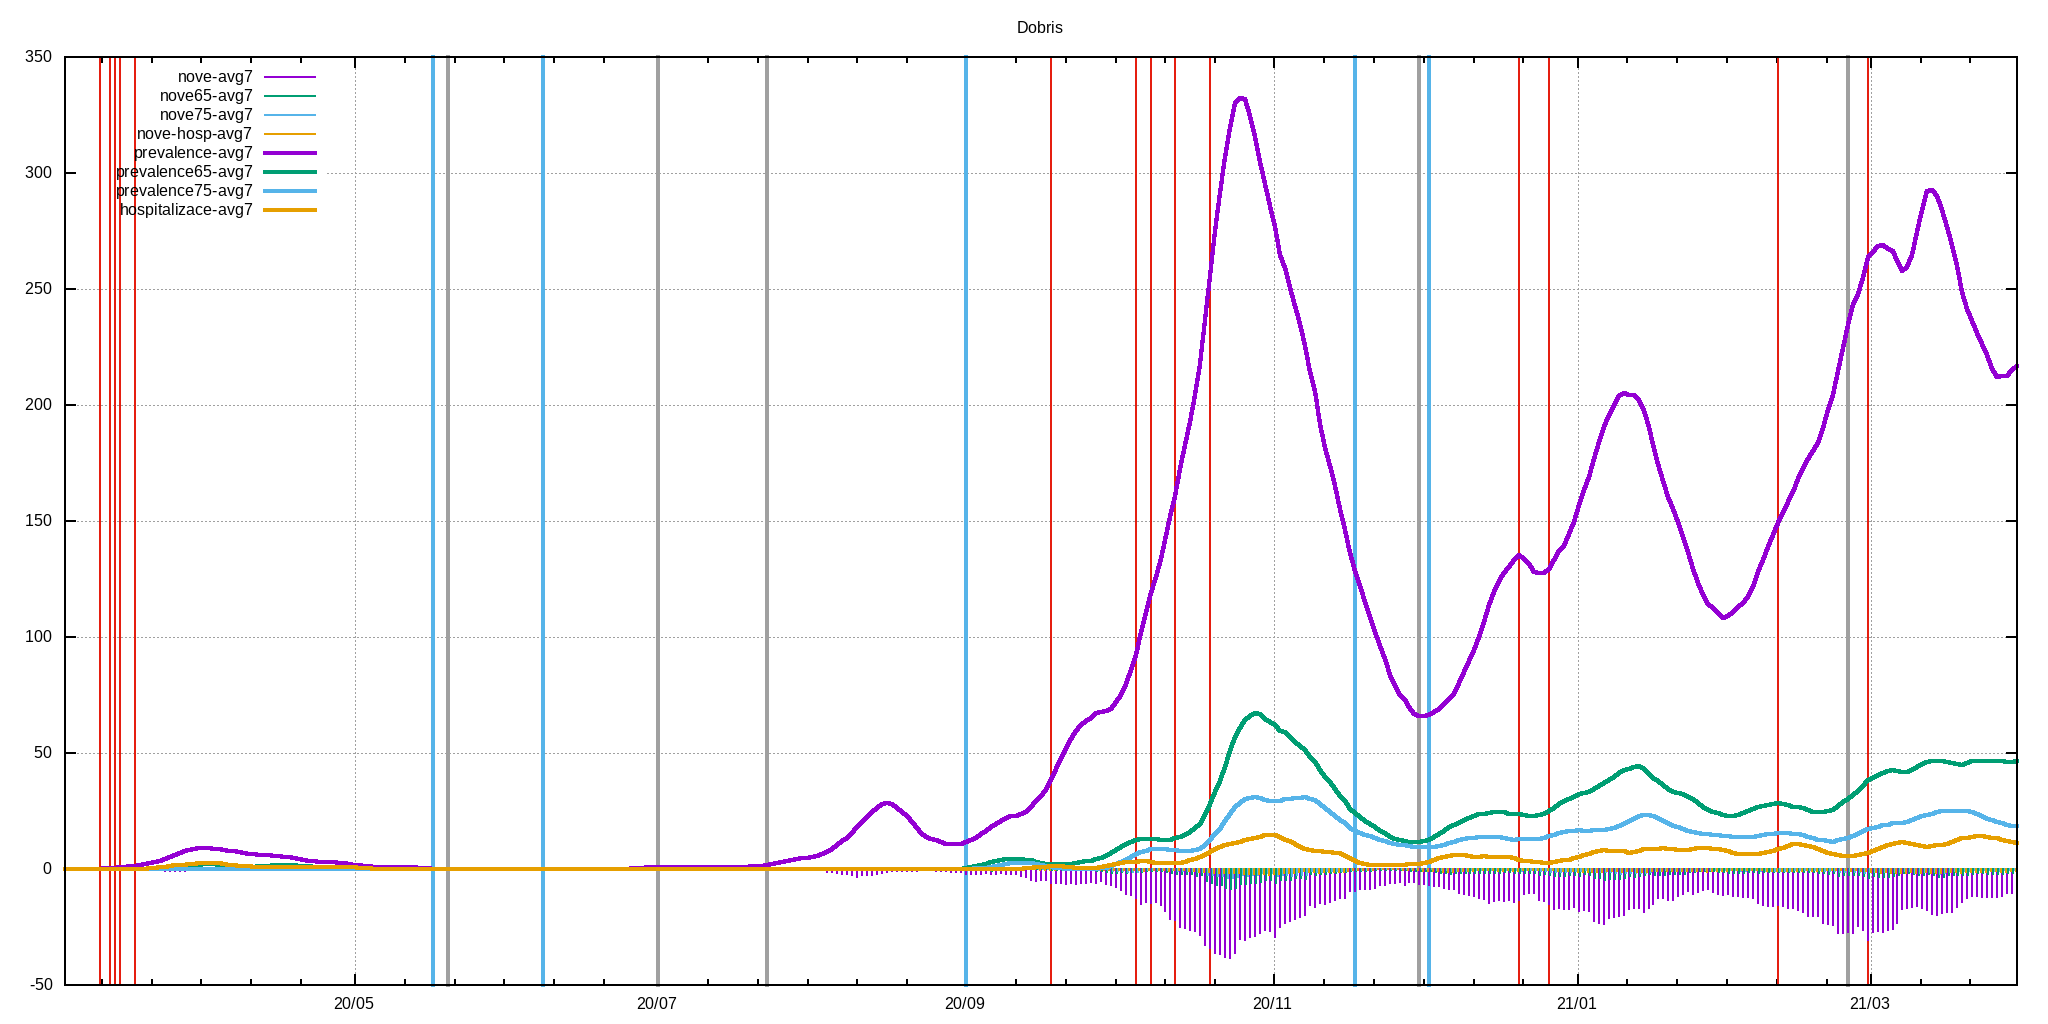 Dobris
350
300
250
200
150
100
50
0
-50
nove-avg7
nove65-avg7
nove75-avg7
nove-hosp-avg7
prevalence-avg7
prevalence65-avg7
prevalence75-avg7
hospitalizace-avg7
20/05 20/07 20/09 20/11 21/01 21/03